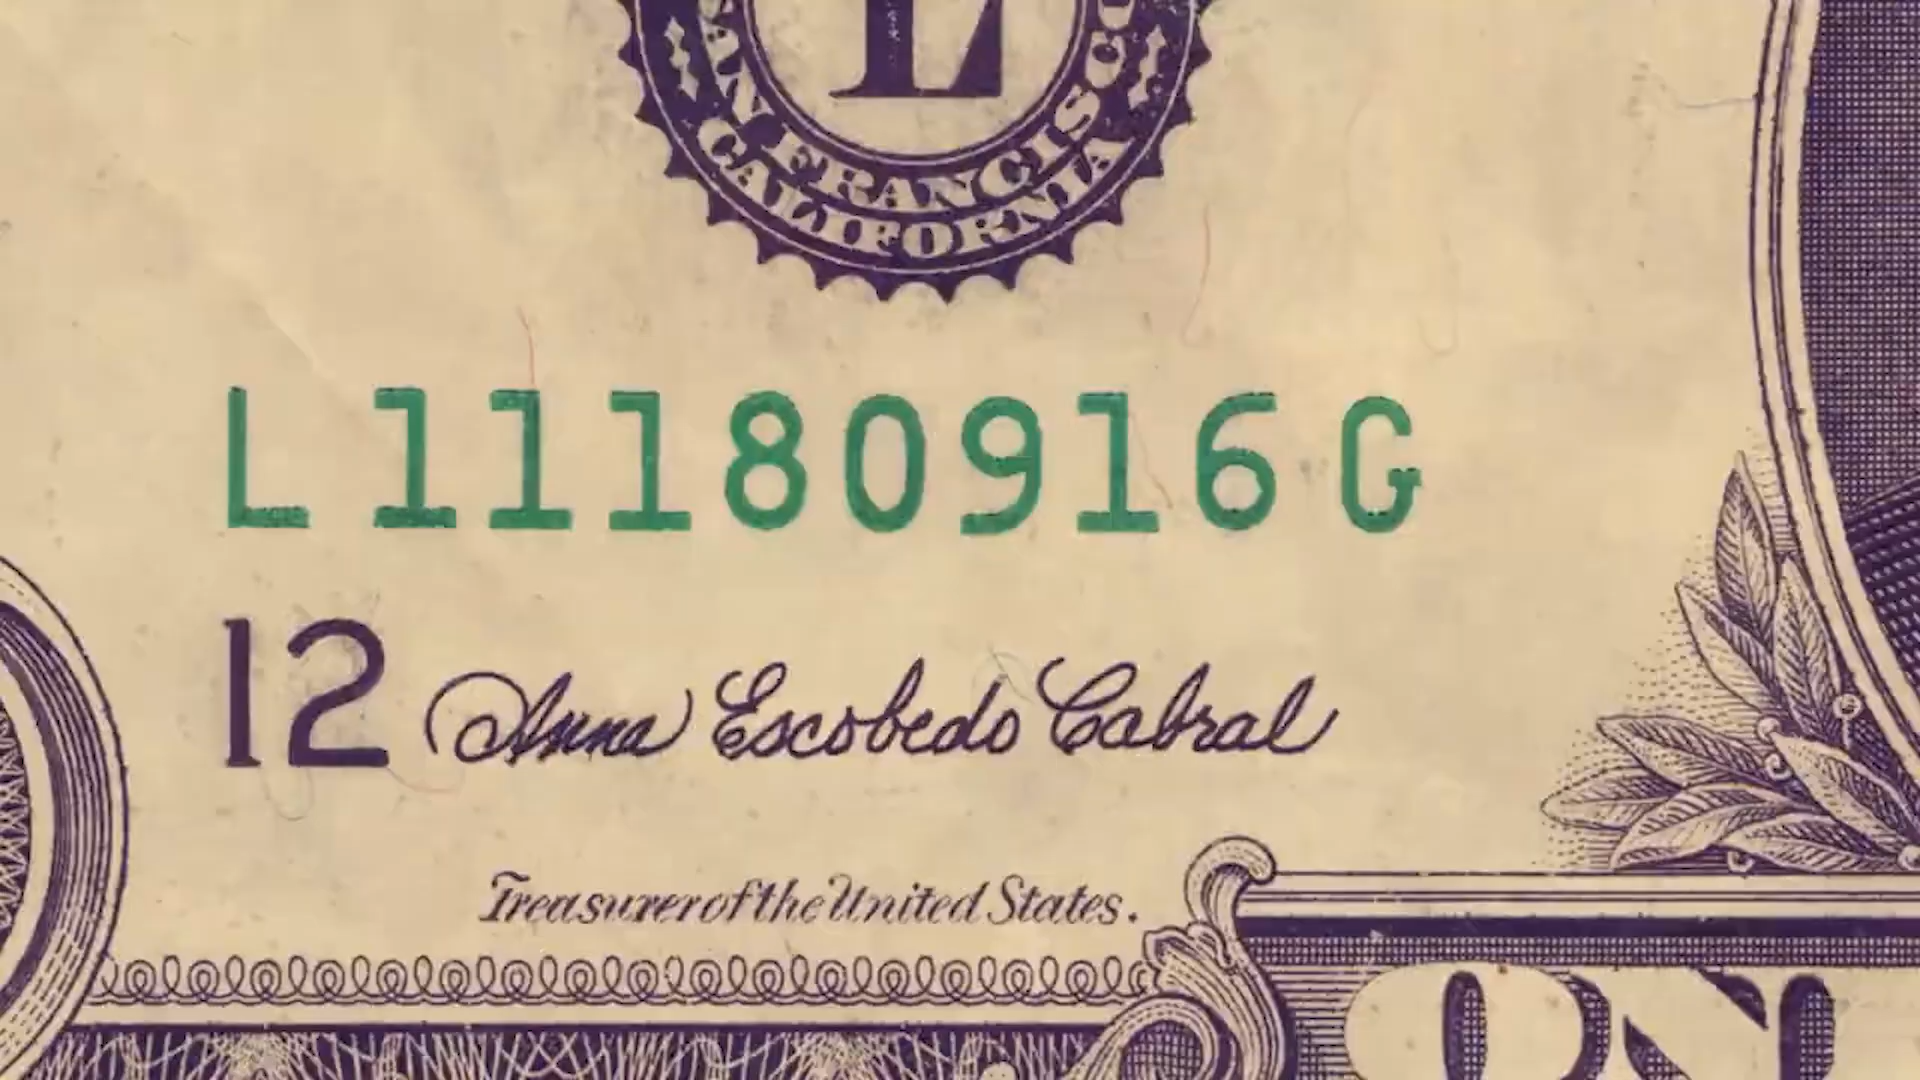 L
SAN FRANCISCO
CALIFORNIA
L 11180916 G
12 Anna Escobedo Cabral
Treasurer of the United States.
ON